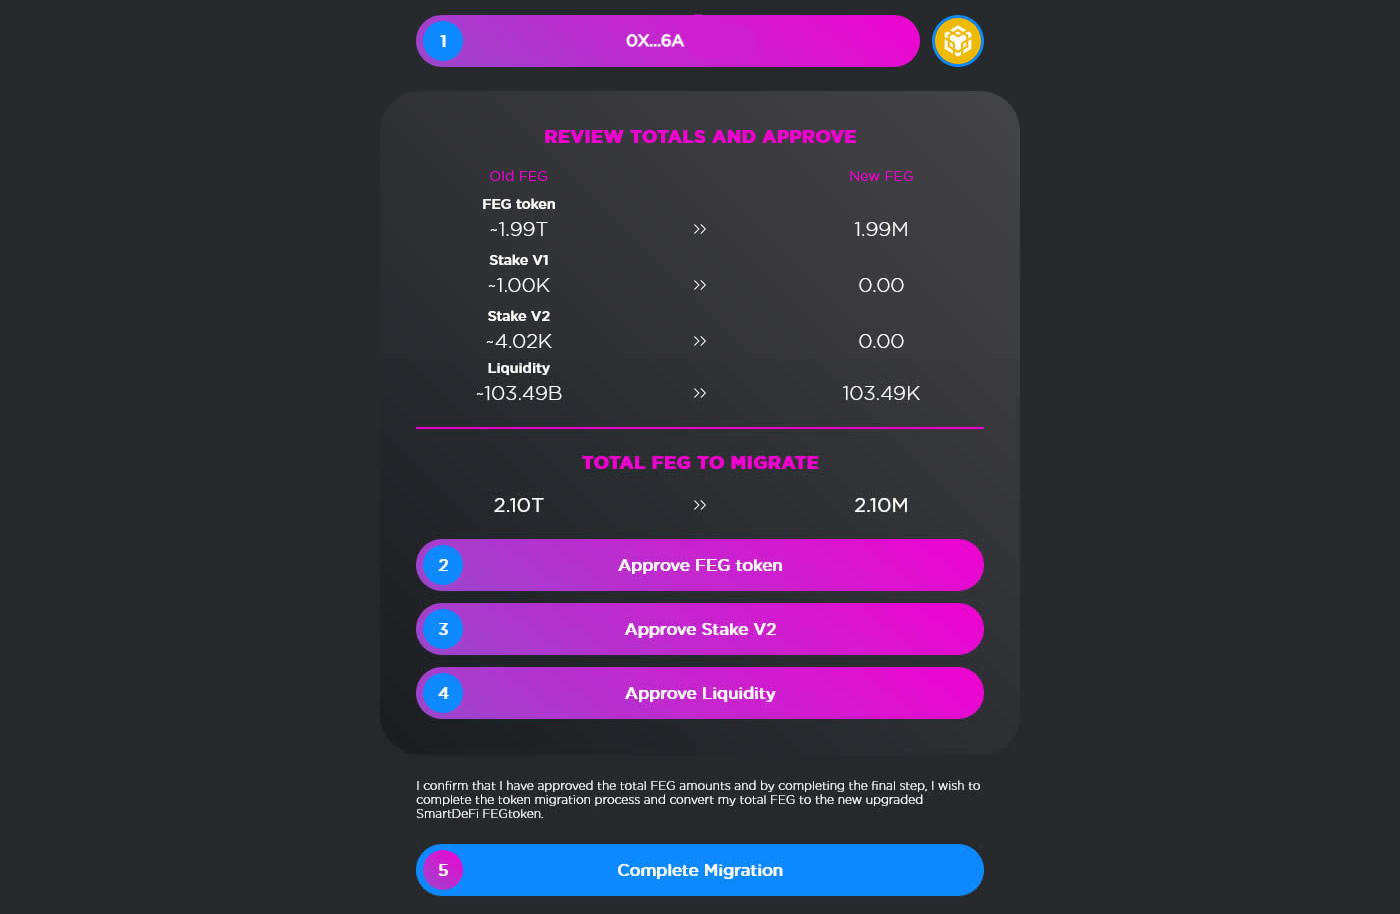 1 0X...6A
REVIEW TOTALS AND APPROVE
Old FEG New FEG
FEG token
~1.99T >> 1.99M
Stake V1
~1.00K >> 0.00
Stake V2
~4.02K >> 0.00
Liquidity
~103.49B >> 103.49K
TOTAL FEG TO MIGRATE
2.10T >> 2.10M
2 Approve FEG token
3 Approve Stake V2
4 Approve Liquidity
I confirm that I have approved the total FEG amounts and by completing the final step, I wish to
complete the token migration process and convert my total FEG to the new upgraded
SmartDeFi FEGtoken.
5 Complete Migration